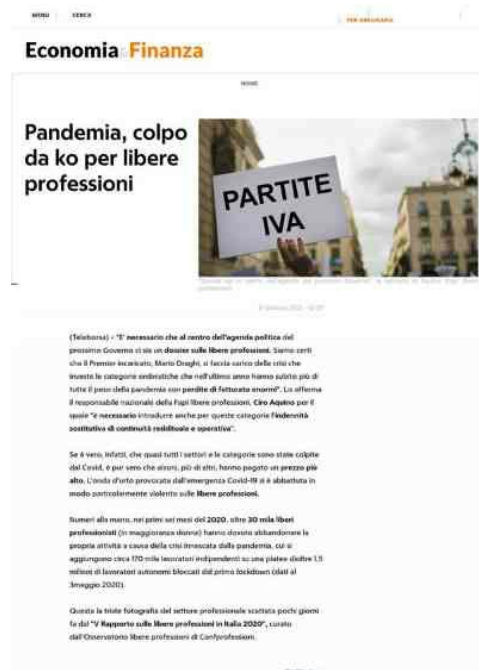 MENU
CERCA
PER ABBONARSI
Economia&Finanza
HOME
Pandemia, colpo
da ko per libere
professioni
PARTITE
IVA
(Teleborsa) - "E' necessario che al centro dell'agenda politica del
prossimo Governo ci sia un dossier sulle libere professioni. Siamo certi
che il Premier incaricato, Mario Draghi, si faccia carico della crisi che
investe le categorie ordinistiche che nell'ultimo anno hanno subito più di
tutte il peso della pandemia con perdite di fatturato enormi". Lo afferma
il responsabile nazionale della Fapi libere professioni, Ciro Aquino per il
quale "è necessario introdurre anche per queste categorie l'indennità
sostitutiva di continuità reddituale e operativa".
Se è vero, infatti, che quasi tutti i settori e le categorie sono state colpite
dal Covid, è pur vero che alcuni, più di altri, hanno pagato un prezzo più
alto. L'onda d'urto provocata dall'emergenza Covid-19 si è abbattuta in
modo particolarmente violento sulle libere professioni.
Numeri alla mano, nei primi sei mesi del 2020, oltre 30 mila liberi
professionisti (in maggioranza donne) hanno dovuto abbandonare la
propria attività a causa della crisi innescata dalla pandemia, cui si
aggiungono circa 170 mila lavoratori indipendenti su una platea di oltre 1,5
milioni di lavoratori autonomi bloccati dal primo lockdown (dati al
3maggio 2020).
Questa la triste fotografia del settore professionale scattata pochi giorni
fa dal "V Rapporto sulle libere professioni in Italia 2020", curato
dall'Osservatorio libere professioni di Confprofessioni.